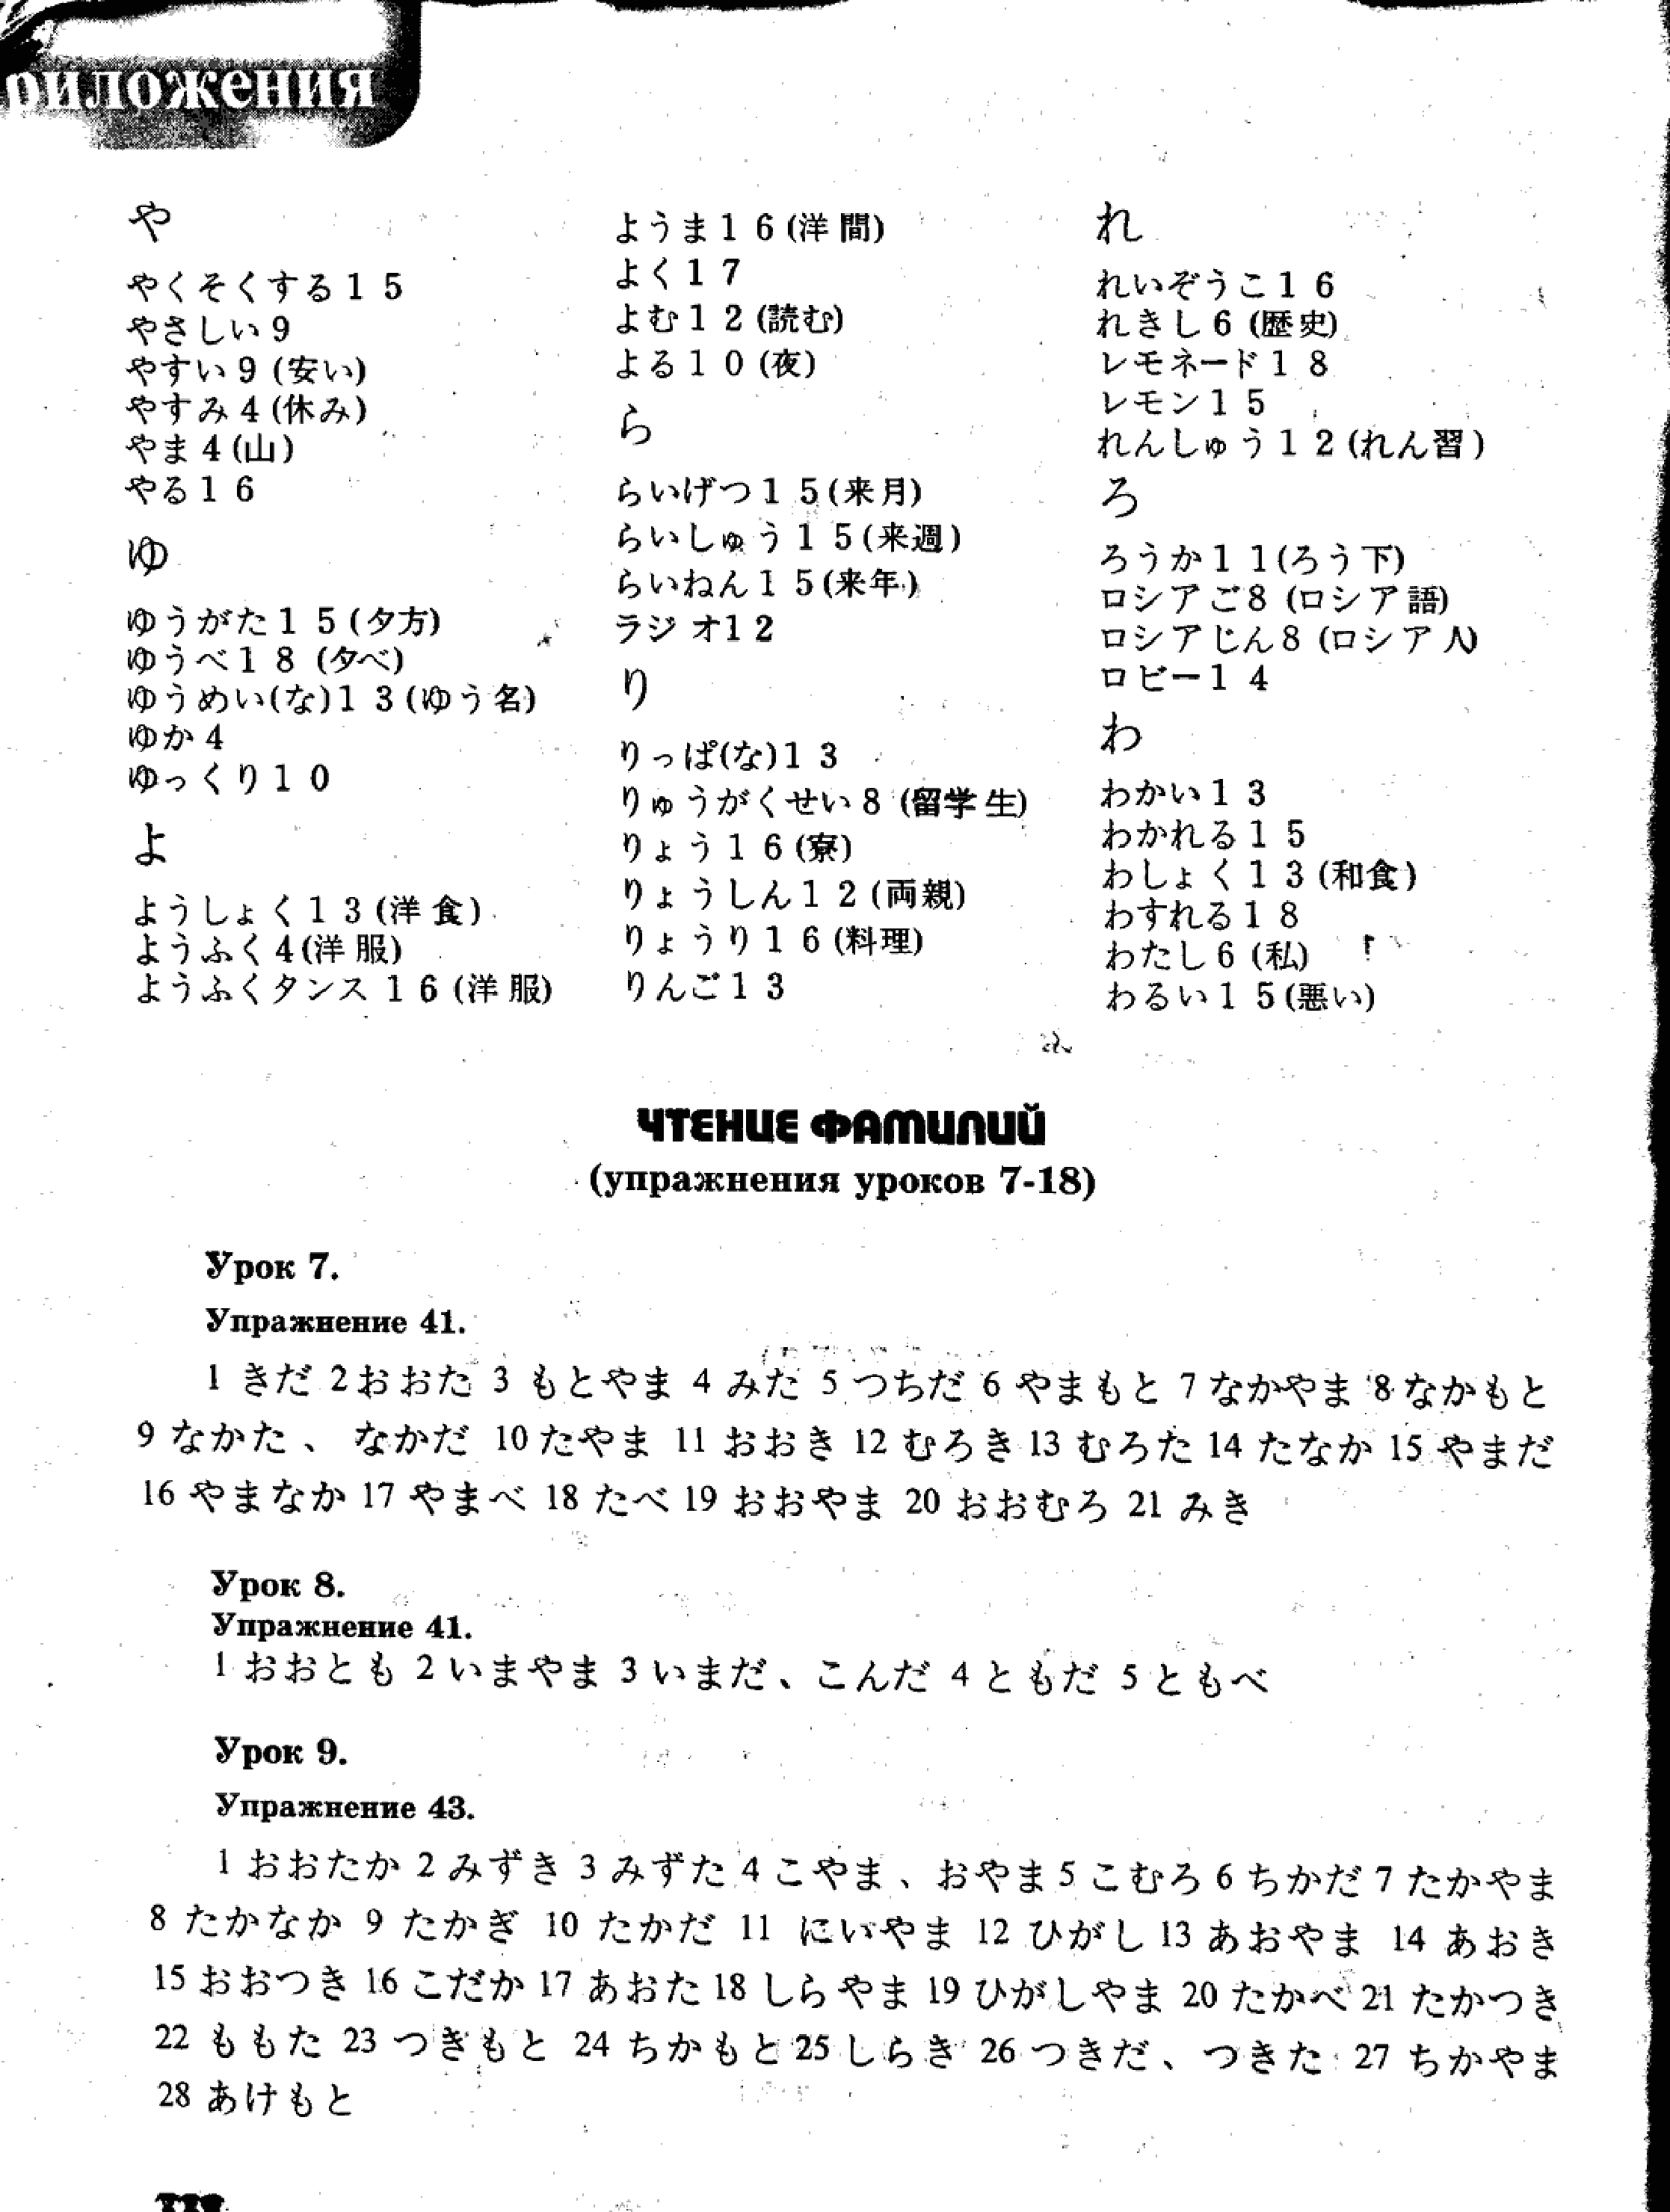 риложения
や
やくそくする15
やさしい9
やすい9(安い)
やすみ4(休み)
やま4(山)
やる16
ゆ
ゆうがた15(夕方)
ゆうべ18(夕べ)
ゆうめい(な)13(ゆう名)
ゆか4
ゆっくり10
よ
ようしょく13(洋食)
ようふく4(洋服)
ようふくタンス16(洋服)
ようま16(洋間)
よく17
よむ12(読む)
よる10(夜)
ら
らいげつ15(来月)
らいしゅう15(来週)
らいねん15(来年)
ラジオ12
り
りっぱ(な)13
りゅうがくせい8(留学生)
りょう16(寮)
りょうしん12(両親)
りょうり16(料理)
りんご13
れ
れいぞうこ16
れきし6(歴史)
レモネード18
レモン15
れんしゅう12(れん習)
ろ
ろうか11(ろう下)
ロシアご8(ロシア語)
ロシアじん8(ロシア人)
ロビー14
わ
わかい13
わかれる15
わしょく13(和食)
わすれる18
わたし6(私)
わるい15(悪い)
ЧТЕНИЕ ФАМИЛИЙ
(упражнения уроков 7-18)
Урок 7.
Упражнение 41.
1 きだ 2おおた 3 もとやま 4 みた 5 つちだ 6 やまもと 7 なかやま 8 なかもと
9 なかた、なかだ 10 たやま 11 おおき 12 むろき 13 むろた 14 たなか 15 やまだ
16 やまなか 17 やまべ 18 たべ 19 おおやま 20 おおむろ 21 みき
Урок 8.
Упражнение 41.
1 おおとも 2 いまやま 3 いまだ、こんだ 4 ともだ 5 ともべ
Урок 9.
Упражнение 43.
1 おおたか 2 みずき 3 みずた 4 こやま、おやま 5 こむろ 6 ちかだ 7 たかやま
8 たかなか 9 たかぎ 10 たかだ 11 にいやま 12 ひがし 13 あおやま 14 あおき
15 おおつき 16 こだか 17 あおた 18 しらやま 19 ひがしやま 20 たかべ 21 たかつき
22 ももた 23 つきもと 24 ちかもと 25 しらき 26 つきだ、つきた 27 ちかやま
28 あけもと